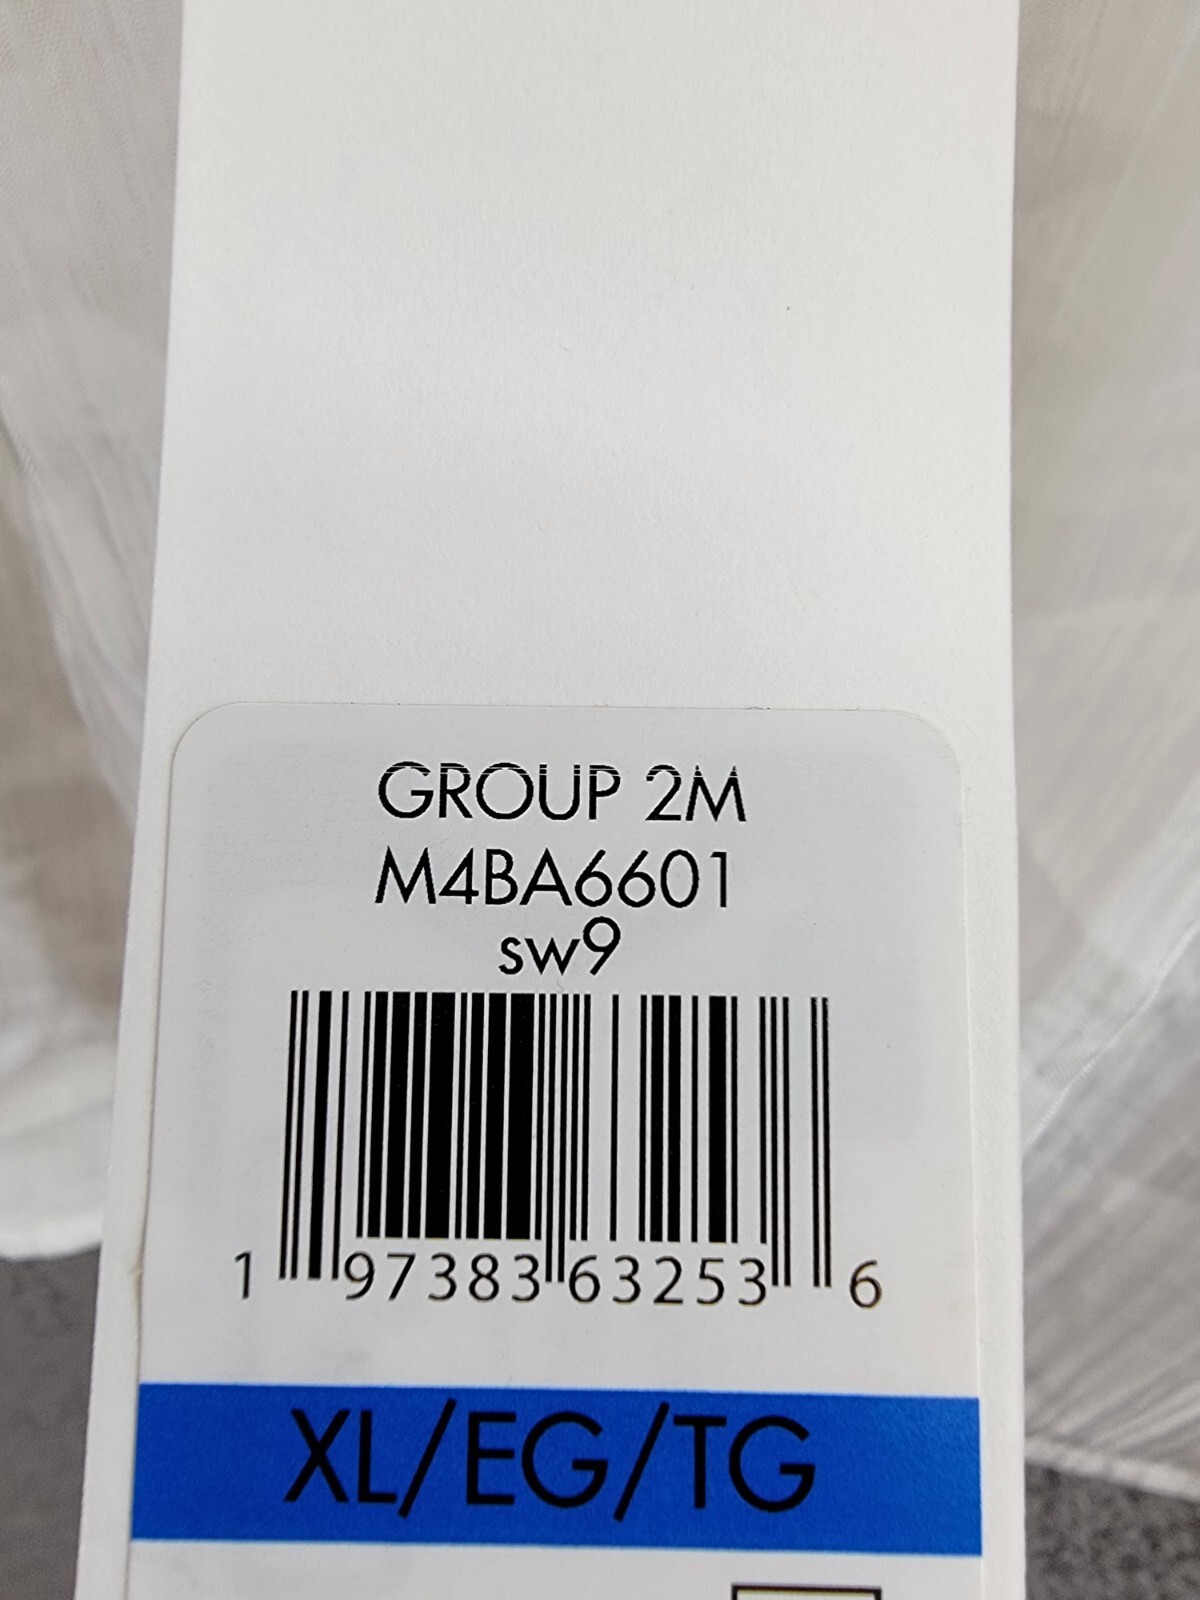 GROUP 2M
M4BA6601
sw9
1 97383 63253 6
XL/EG/TG